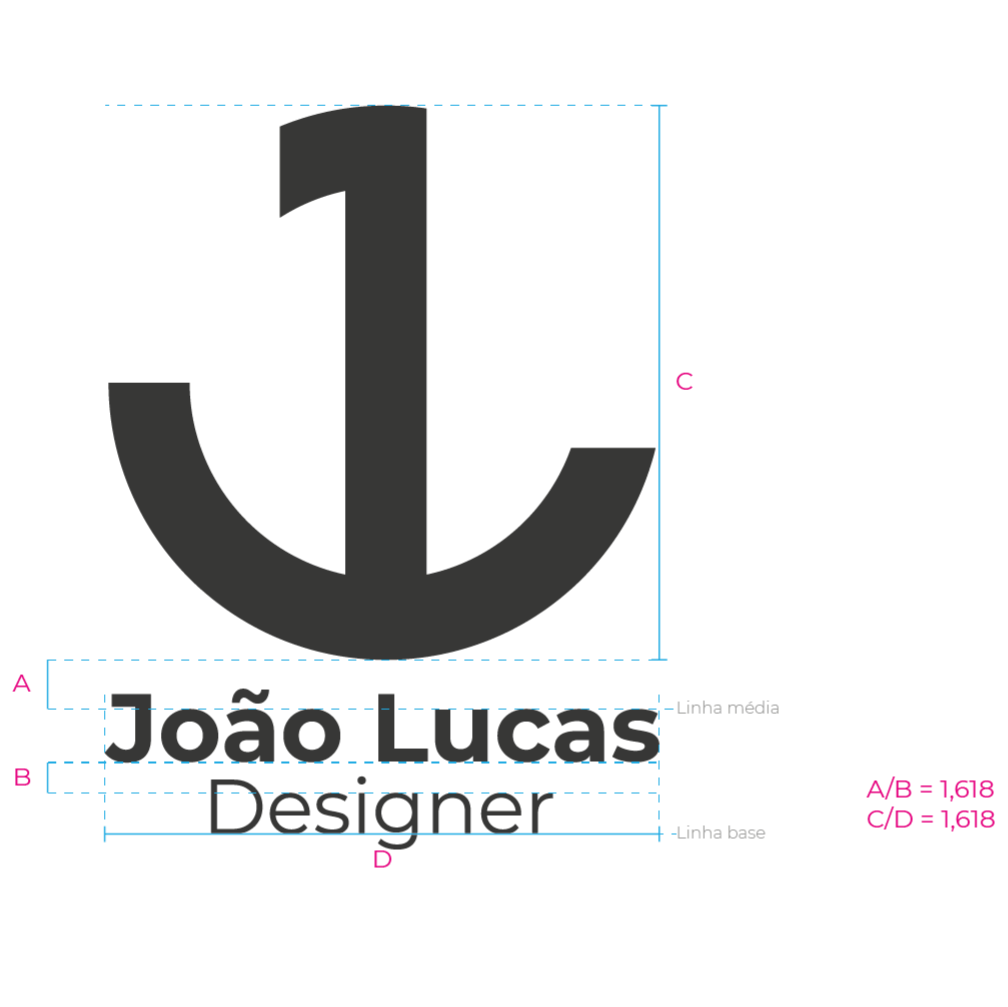 C
A
João Lucas
Linha média
B
Designer
A/B = 1,618
C/D = 1,618
Linha base
D